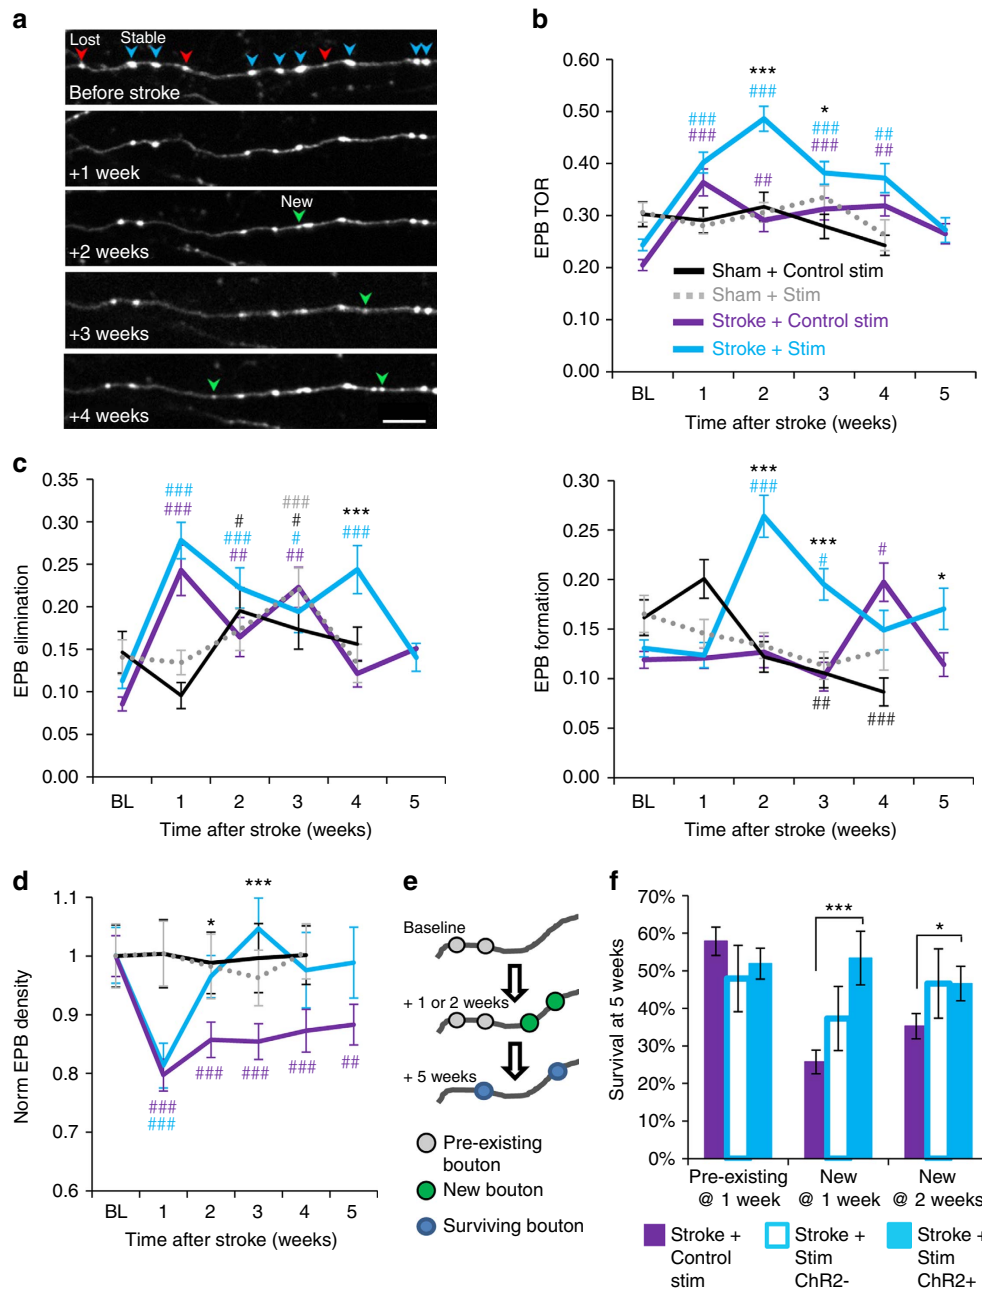 a
Lost
Stable
Before stroke
+1 week
New
+2 weeks
+3 weeks
+4 weeks
b
EPB TOR
0.60
0.50
0.40
0.30
0.20
0.10
0.00
***
###
*
###
###
###
###
##
##
##
Sham + Control stim
Sham + Stim
Stroke + Control stim
Stroke + Stim
BL 1 2 3 4 5
Time after stroke (weeks)
c
EPB elimination
0.35
0.30
0.25
0.20
0.15
0.10
0.05
0.00
###
###
#
###
##
###
#
#
##
***
###
BL 1 2 3 4 5
Time after stroke (weeks)
EPB formation
0.30
0.25
0.20
0.15
0.10
0.05
0.00
***
###
***
#
#
*
##
###
BL 1 2 3 4 5
Time after stroke (weeks)
d
Norm EPB density
1.1
1
0.9
0.8
0.7
0.6
*
***
###
###
###
###
###
##
BL 1 2 3 4 5
Time after stroke (weeks)
e
Baseline
+ 1 or 2 weeks
+ 5 weeks
Pre-existing
bouton
New bouton
Surviving bouton
f
Survival at 5 weeks
70%
60%
50%
40%
30%
20%
10%
0%
***
*
Pre-existing
@ 1 week
New
@ 1 week
New
@ 2 weeks
Stroke +
Control
stim
Stroke +
Stim
ChR2-
Stroke +
Stim
ChR2+